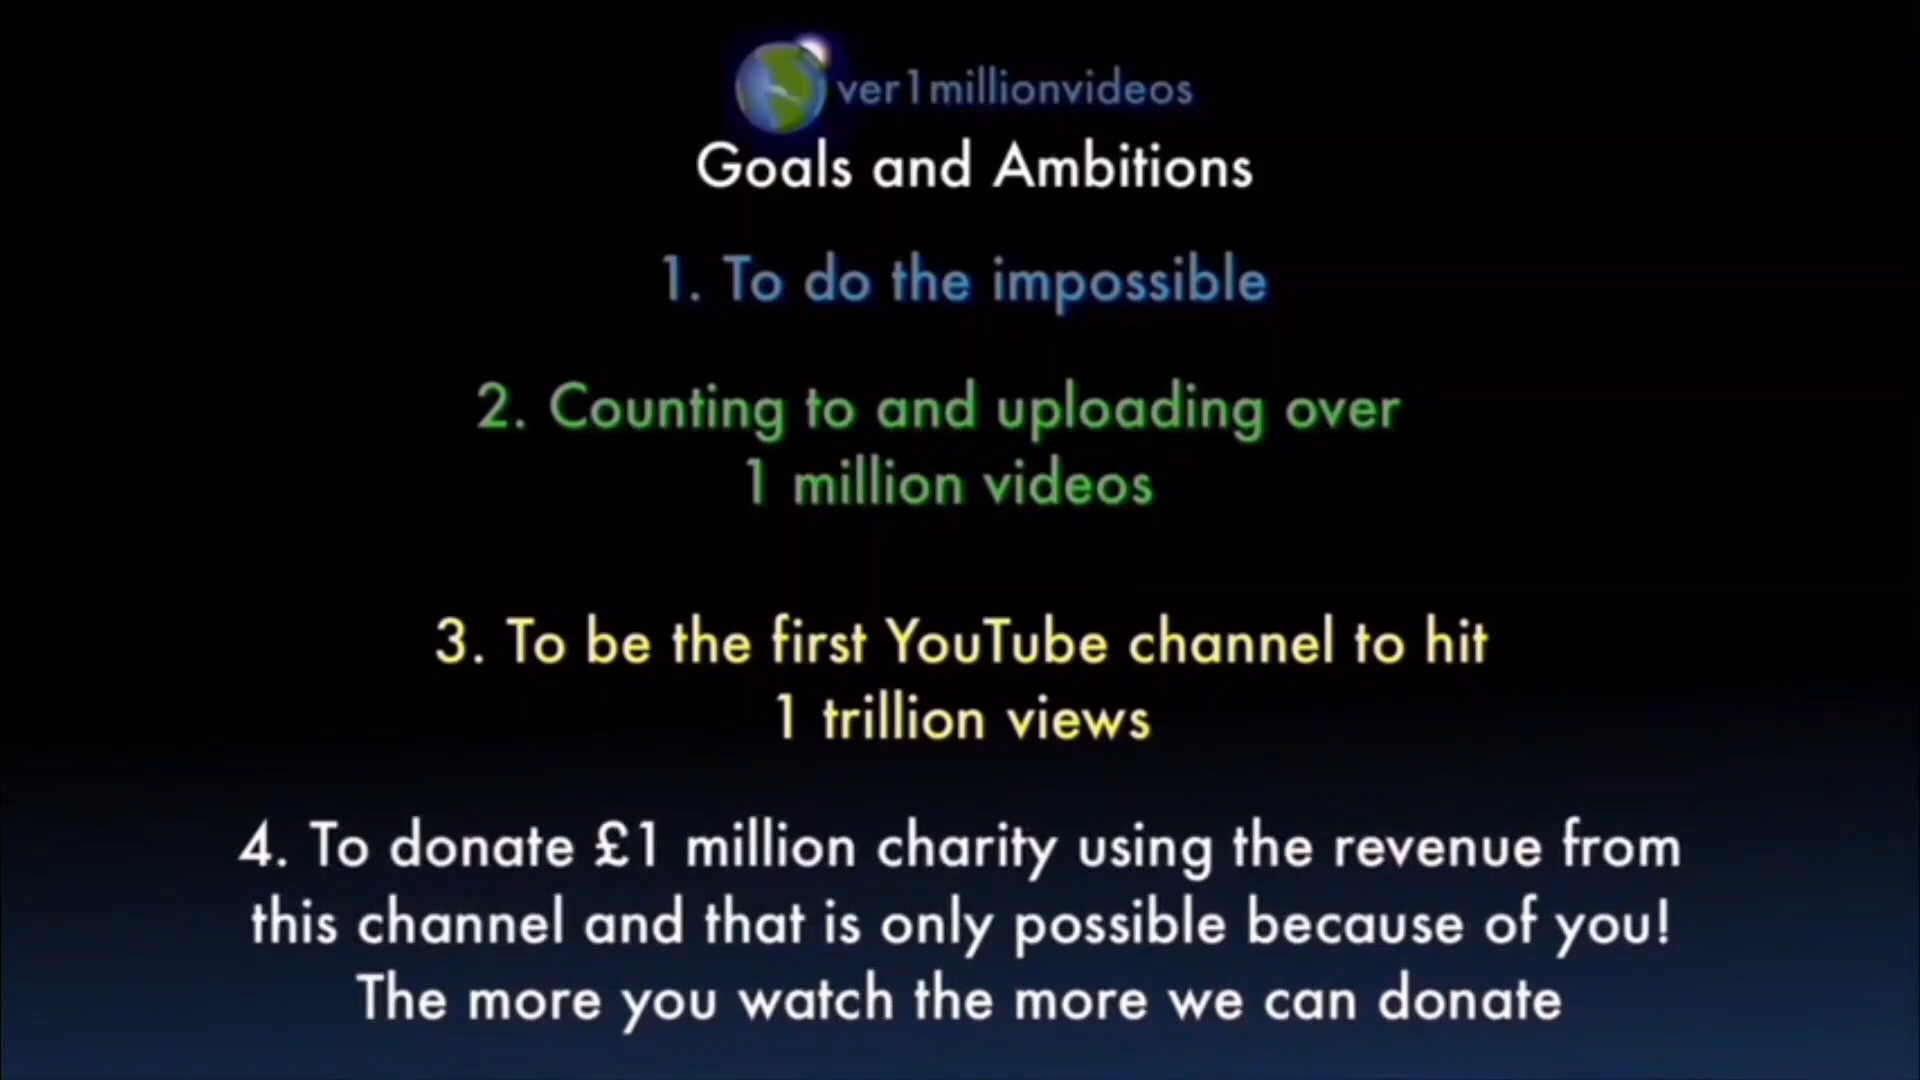 ver1millionvideos
Goals and Ambitions
1. To do the impossible
2. Counting to and uploading over
1 million videos
3. To be the first YouTube channel to hit
1 trillion views
4. To donate £1 million charity using the revenue from
this channel and that is only possible because of you!
The more you watch the more we can donate